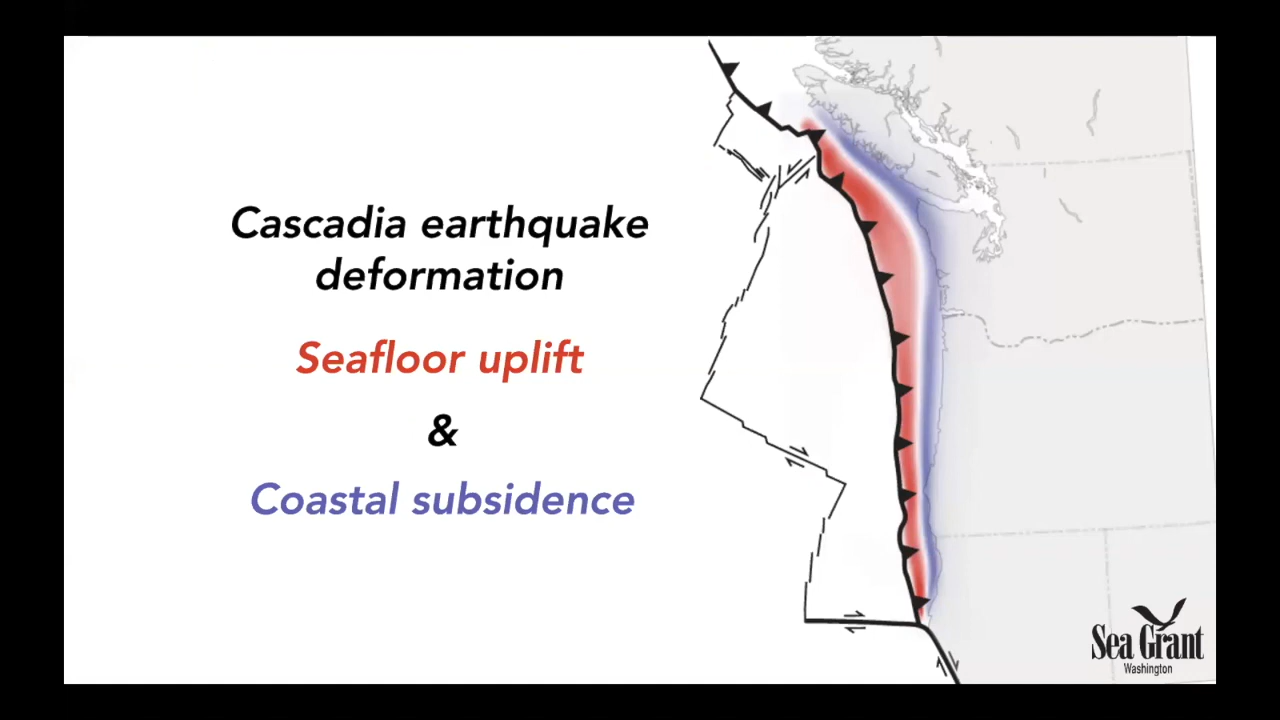 Cascadia earthquake
deformation
Seafloor uplift
&
Coastal subsidence
Sea Grant
Washington